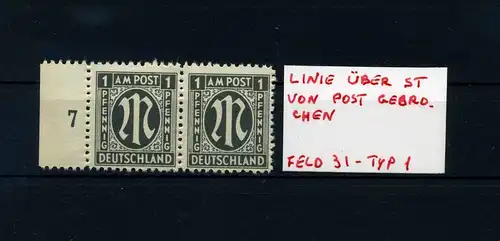 7
1 AM POST 1
PFENNIG M PFENNIG
DEUTSCHLAND
1 AM POST 1
PFENNIG M PFENNIG
DEUTSCHLAND
LINIE ÜBER ST
VON POST GEBRO-
CHEN
FELD 31 - TYP 1